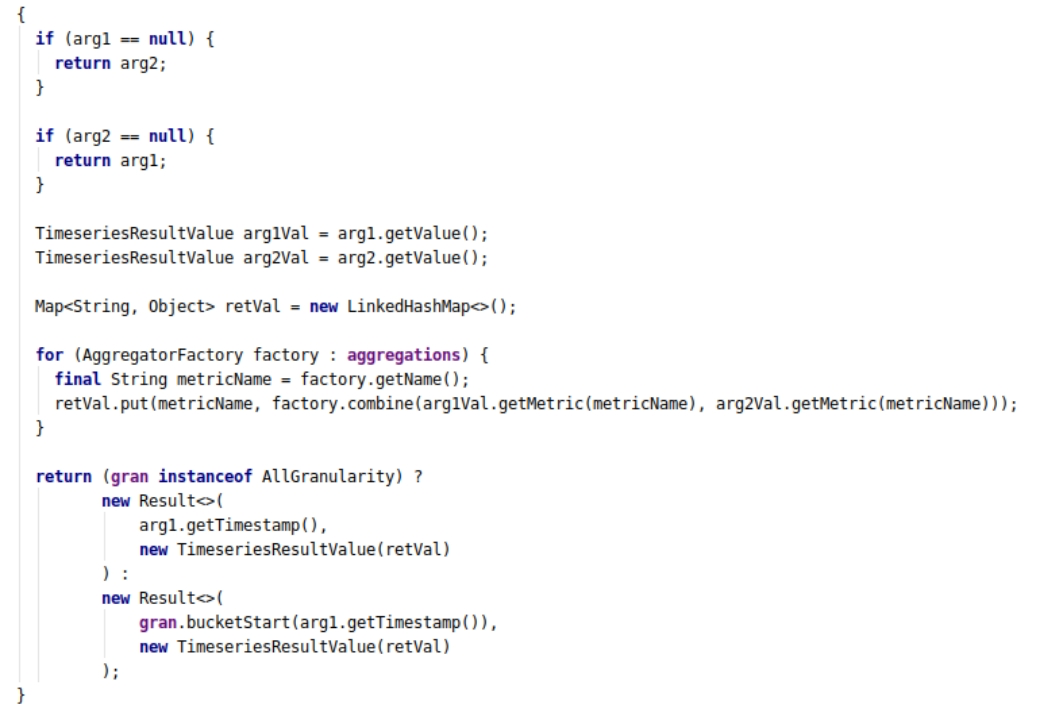 {
  if (arg1 == null) {
    return arg2;
  }

  if (arg2 == null) {
    return arg1;
  }

  TimeseriesResultValue arg1Val = arg1.getValue();
  TimeseriesResultValue arg2Val = arg2.getValue();

  Map<String, Object> retVal = new LinkedHashMap<>();

  for (AggregatorFactory factory : aggregations) {
    final String metricName = factory.getName();
    retVal.put(metricName, factory.combine(arg1Val.getMetric(metricName), arg2Val.getMetric(metricName)));
  }

  return (gran instanceof AllGranularity) ?
         new Result<>(
             arg1.getTimestamp(),
             new TimeseriesResultValue(retVal)
         ) :
         new Result<>(
             gran.bucketStart(arg1.getTimestamp()),
             new TimeseriesResultValue(retVal)
         );
}